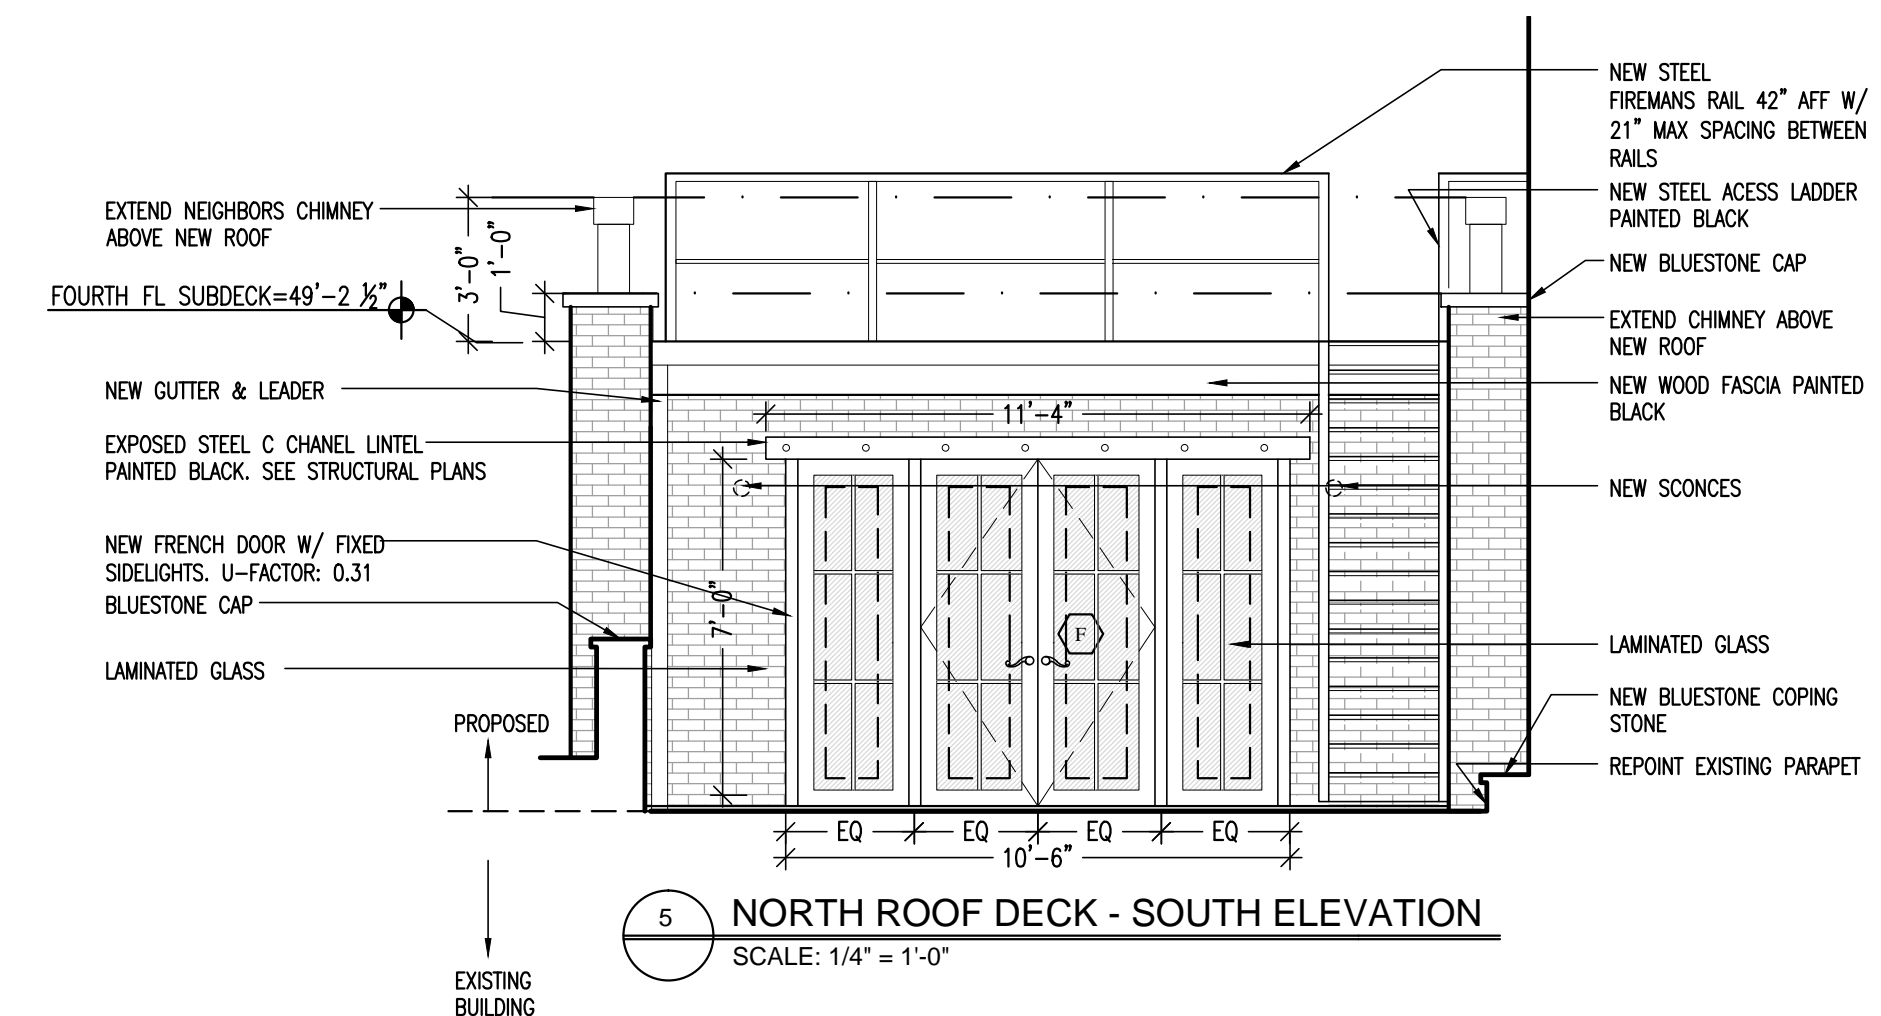 NEW STEEL
FIREMANS RAIL 42" AFF W/
21" MAX SPACING BETWEEN
RAILS
NEW STEEL ACESS LADDER
PAINTED BLACK
NEW BLUESTONE CAP
EXTEND CHIMNEY ABOVE
NEW ROOF
NEW WOOD FASCIA PAINTED
BLACK
NEW SCONCES
LAMINATED GLASS
NEW BLUESTONE COPING
STONE
REPOINT EXISTING PARAPET
EXTEND NEIGHBORS CHIMNEY
ABOVE NEW ROOF
3'-0"
1'-0"
FOURTH FL SUBDECK=49'-2 ½"
NEW GUTTER & LEADER
EXPOSED STEEL C CHANEL LINTEL
PAINTED BLACK. SEE STRUCTURAL PLANS
NEW FRENCH DOOR W/ FIXED
SIDELIGHTS. U-FACTOR: 0.31
BLUESTONE CAP
LAMINATED GLASS
PROPOSED
EXISTING
BUILDING
11'-4"
7'-0"
F
EQ EQ EQ EQ
10'-6"
5
NORTH ROOF DECK - SOUTH ELEVATION
SCALE: 1/4" = 1'-0"